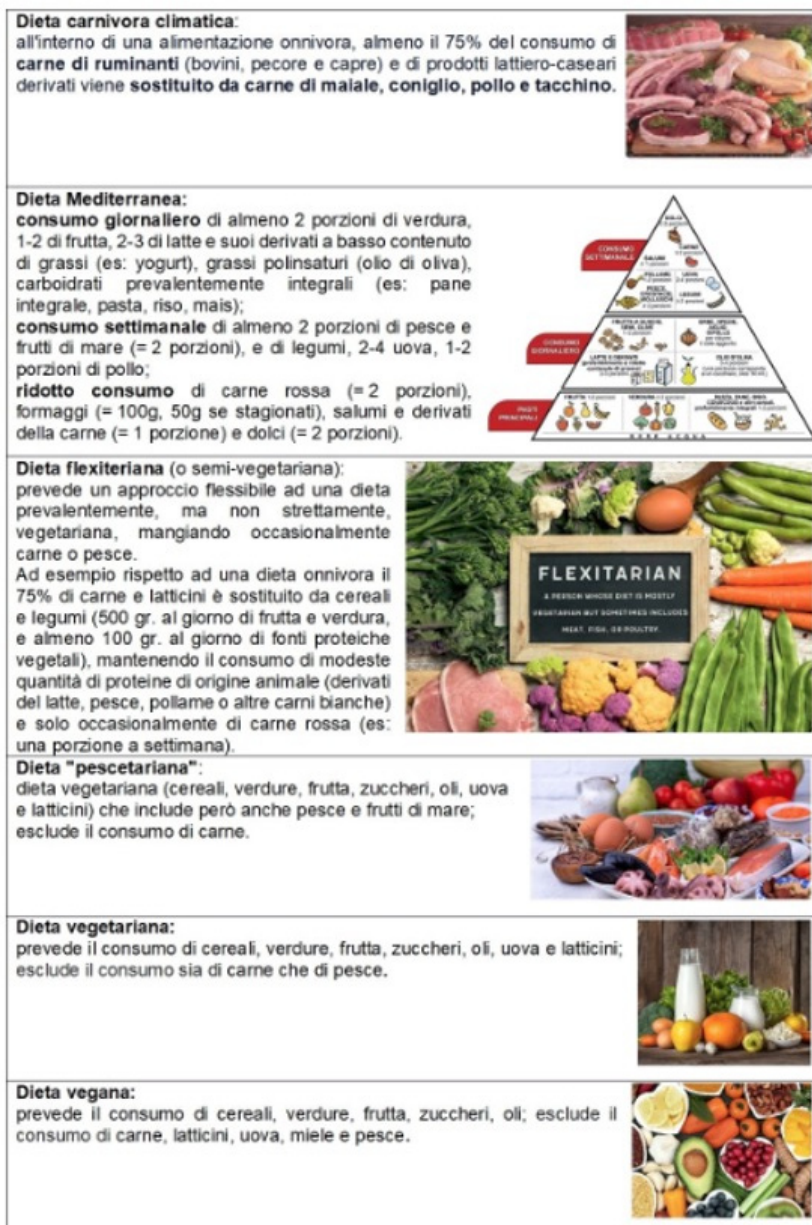 Dieta carnivora climatica:
all'interno di una alimentazione onnivora, almeno il 75% del consumo di
carne di ruminanti (bovini, pecore e capre) e di prodotti lattiero-caseari
derivati viene sostituito da carne di maiale, coniglio, pollo e tacchino.
Dieta Mediterranea:
consumo giornaliero di almeno 2 porzioni di verdura,
1-2 di frutta, 2-3 di latte e suoi derivati a basso contenuto
di grassi (es: yogurt), grassi polinsaturi (olio di oliva),
carboidrati prevalentemente integrali (es: pane
integrale, pasta, riso, mais);
consumo settimanale di almeno 2 porzioni di pesce e
frutti di mare (= 2 porzioni), e di legumi, 2-4 uova, 1-2
porzioni di pollo;
ridotto consumo di carne rossa (= 2 porzioni),
formaggi (= 100g, 50g se stagionati), salumi e derivati
della carne (= 1 porzione) e dolci (= 2 porzioni).
CONSUMO
SETTIMANALE
CONSUMO
GIORNALIERO
PASTI
PRINCIPALI
DOLCI
CARNE
SALUMI
UOVA
LEGUMI
OLIO D'OLIVA
FRUTTA
VERDURA
BERE ACQUA
Dieta flexiteriana (o semi-vegetariana):
prevede un approccio flessibile ad una dieta
prevalentemente, ma non strettamente,
vegetariana, mangiando occasionalmente
carne o pesce.
Ad esempio rispetto ad una dieta onnivora il
75% di carne e latticini è sostituito da cereali
e legumi (500 gr. al giorno di frutta e verdura,
e almeno 100 gr. al giorno di fonti proteiche
vegetali), mantenendo il consumo di modeste
quantità di proteine di origine animale (derivati
del latte, pesce, pollame o altre carni bianche)
e solo occasionalmente di carne rossa (es:
una porzione a settimana).
FLEXITARIAN
A PERSON WHOSE DIET IS MOSTLY
VEGETARIAN BUT SOMETIMES INCLUDES
MEAT, FISH, OR POULTRY.
Dieta "pescetariana":
dieta vegetariana (cereali, verdure, frutta, zuccheri, oli, uova
e latticini) che include però anche pesce e frutti di mare;
esclude il consumo di carne.
Dieta vegetariana:
prevede il consumo di cereali, verdure, frutta, zuccheri, oli, uova e latticini;
esclude il consumo sia di carne che di pesce.
Dieta vegana:
prevede il consumo di cereali, verdure, frutta, zuccheri, oli; esclude il
consumo di carne, latticini, uova, miele e pesce.